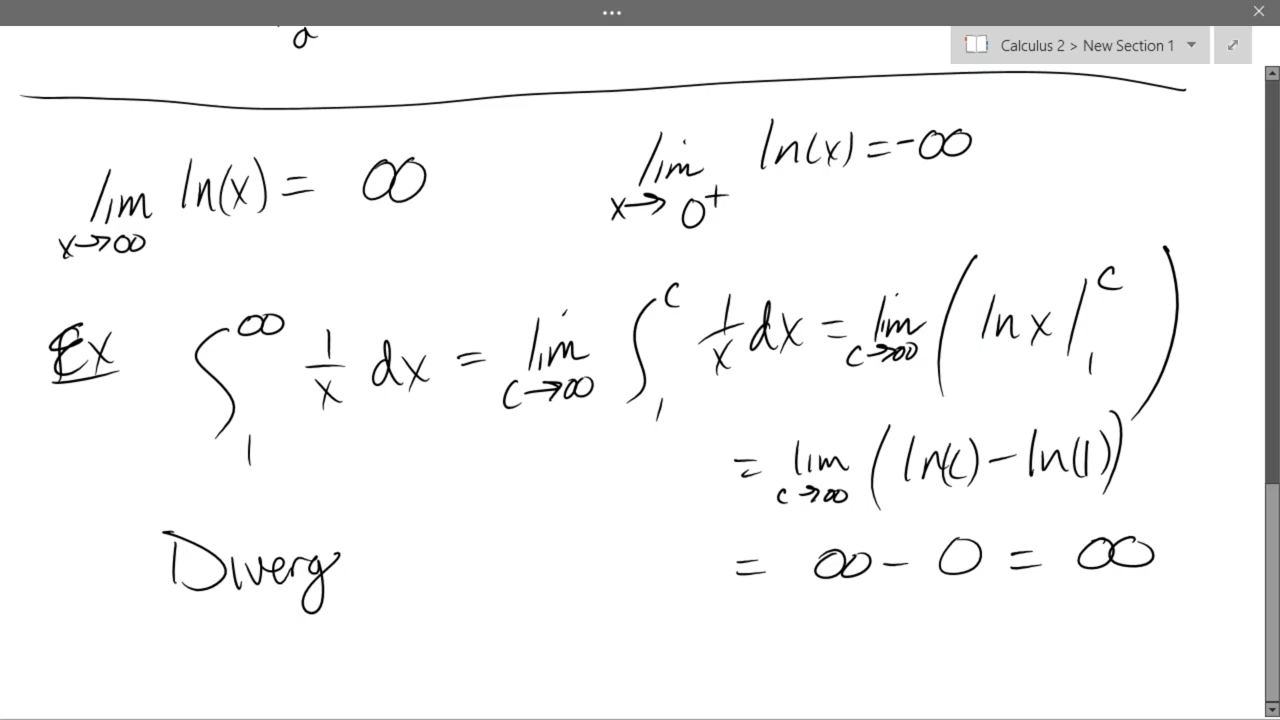 a
Calculus 2 > New Section 1
lim x→∞ ln(x) = ∞
lim x→0⁺ ln(x) = -∞
Ex ∫₁^∞ 1/x dx = lim c→∞ ∫₁^c 1/x dx = lim c→∞ (ln x |₁^c)
= lim c→∞ (ln(c) - ln(1))
= ∞ - 0 = ∞
Diverg